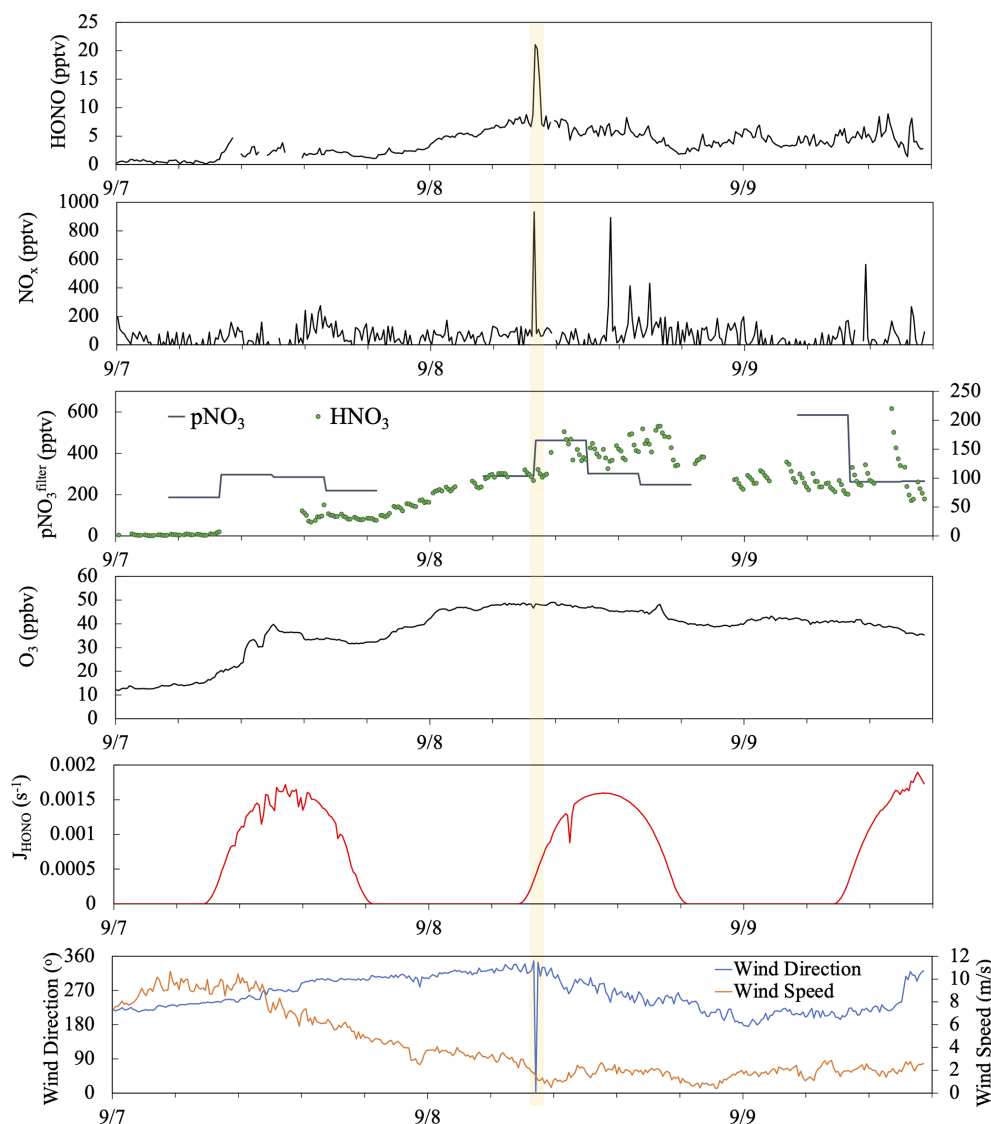 HONO (pptv)
25
20
15
10
5
0
9/7 9/8 9/9
NOx (pptv)
1000
800
600
400
200
0
9/7 9/8 9/9
pNO3filter (pptv)
600
400
200
0
pNO3 HNO3
250
200
150
100
50
0
9/7 9/8 9/9
O3 (ppbv)
60
50
40
30
20
10
0
9/7 9/8 9/9
JHONO (s-1)
0.002
0.0015
0.001
0.0005
0
9/7 9/8 9/9
Wind Direction (o)
360
270
180
90
0
Wind Direction
Wind Speed
12
10
8
6
4
2
0
Wind Speed (m/s)
9/7 9/8 9/9